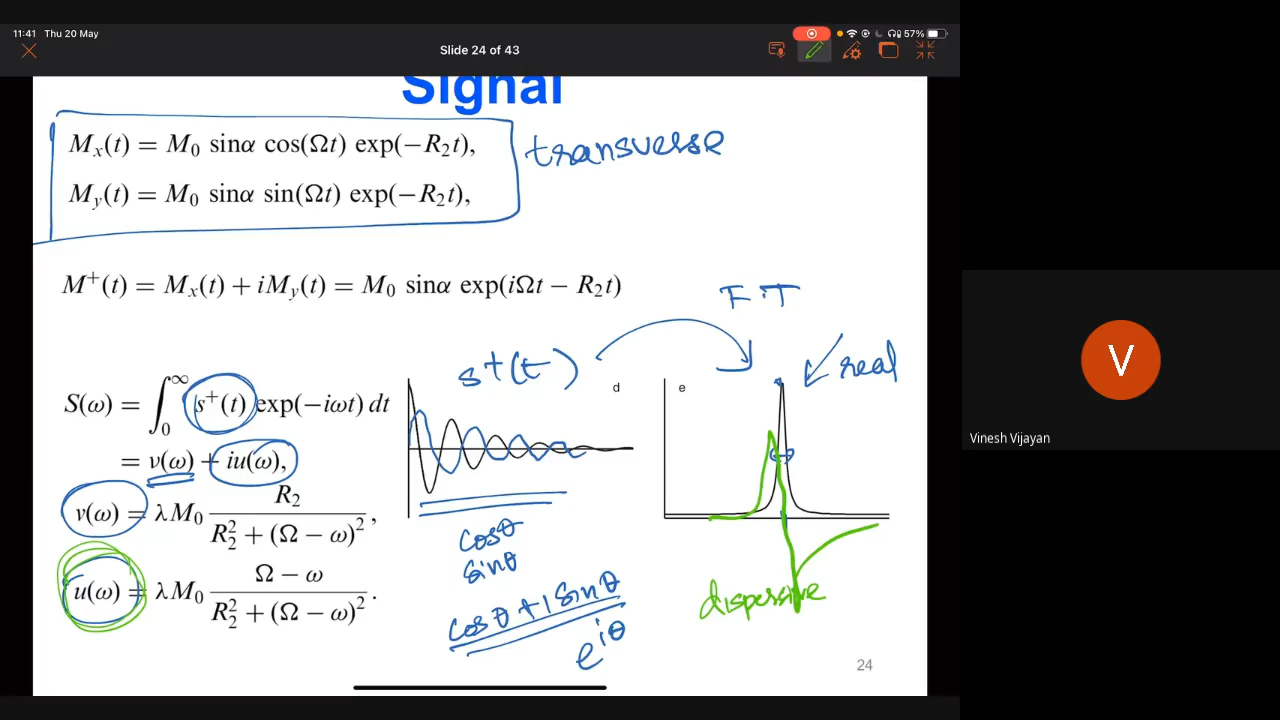 11:41 Thu 20 May
57%
Slide 24 of 43
Signal
Mx(t) = M0 sinα cos(Ωt) exp(−R2t),
transverse
My(t) = M0 sinα sin(Ωt) exp(−R2t),
M⁺(t) = Mx(t) + iMy(t) = M0 sinα exp(iΩt − R2t)
F.T
s⁺(t)
real
d
e
S(ω) = ∫₀^∞ s⁺(t) exp(−iωt) dt
= v(ω) + iu(ω),
v(ω) = λM0 R2 / (R2² + (Ω − ω)²),
u(ω) = λM0 (Ω − ω) / (R2² + (Ω − ω)²).
cosθ
sinθ
cosθ + i sinθ
e^iθ
dispersive
24
V
Vinesh Vijayan